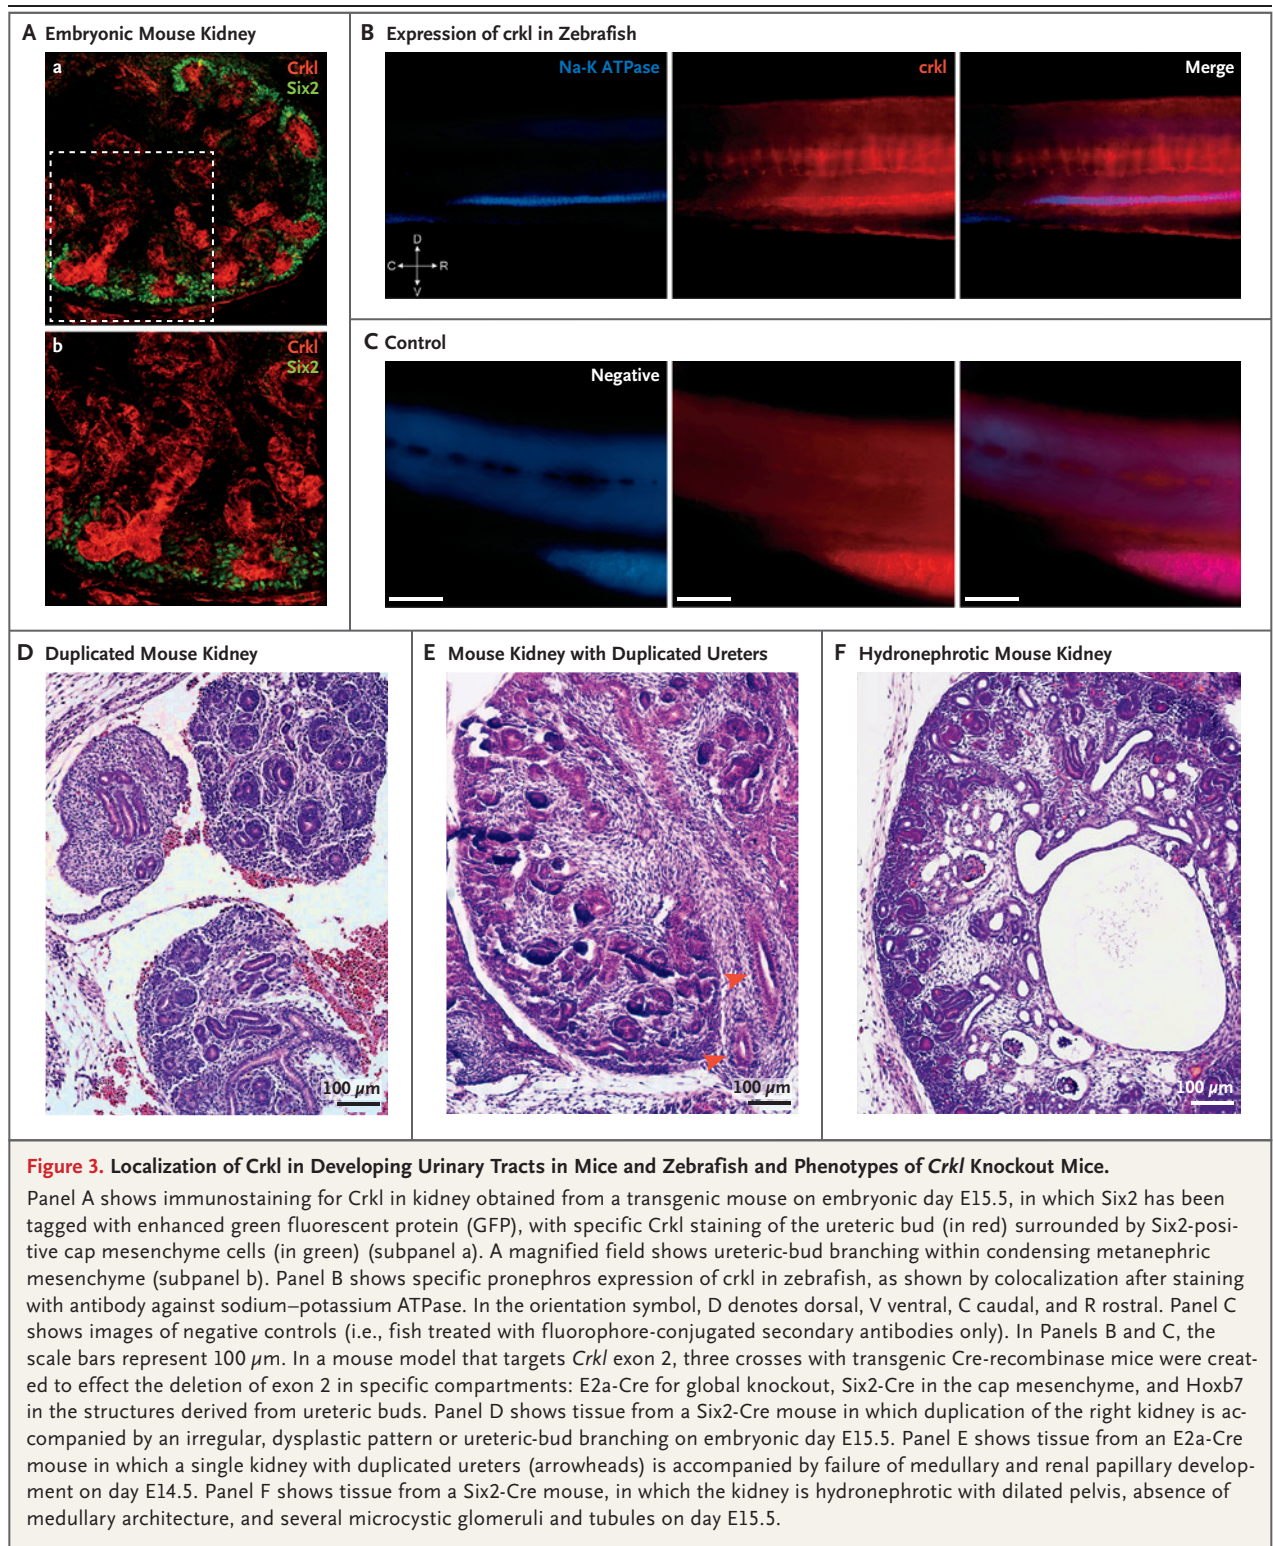 A Embryonic Mouse Kidney
a
Crkl
Six2
b
Crkl
Six2
B Expression of crkl in Zebrafish
Na-K ATPase
crkl
Merge
D
C R
V
C Control
Negative
D Duplicated Mouse Kidney
100 µm
E Mouse Kidney with Duplicated Ureters
100 µm
F Hydronephrotic Mouse Kidney
100 µm
Figure 3. Localization of Crkl in Developing Urinary Tracts in Mice and Zebrafish and Phenotypes of Crkl Knockout Mice.
Panel A shows immunostaining for Crkl in kidney obtained from a transgenic mouse on embryonic day E15.5, in which Six2 has been
tagged with enhanced green fluorescent protein (GFP), with specific Crkl staining of the ureteric bud (in red) surrounded by Six2-posi-
tive cap mesenchyme cells (in green) (subpanel a). A magnified field shows ureteric-bud branching within condensing metanephric
mesenchyme (subpanel b). Panel B shows specific pronephros expression of crkl in zebrafish, as shown by colocalization after staining
with antibody against sodium–potassium ATPase. In the orientation symbol, D denotes dorsal, V ventral, C caudal, and R rostral. Panel C
shows images of negative controls (i.e., fish treated with fluorophore-conjugated secondary antibodies only). In Panels B and C, the
scale bars represent 100 µm. In a mouse model that targets Crkl exon 2, three crosses with transgenic Cre-recombinase mice were creat-
ed to effect the deletion of exon 2 in specific compartments: E2a-Cre for global knockout, Six2-Cre in the cap mesenchyme, and Hoxb7
in the structures derived from ureteric buds. Panel D shows tissue from a Six2-Cre mouse in which duplication of the right kidney is ac-
companied by an irregular, dysplastic pattern or ureteric-bud branching on embryonic day E15.5. Panel E shows tissue from an E2a-Cre
mouse in which a single kidney with duplicated ureters (arrowheads) is accompanied by failure of medullary and renal papillary develop-
ment on day E14.5. Panel F shows tissue from a Six2-Cre mouse, in which the kidney is hydronephrotic with dilated pelvis, absence of
medullary architecture, and several microcystic glomeruli and tubules on day E15.5.